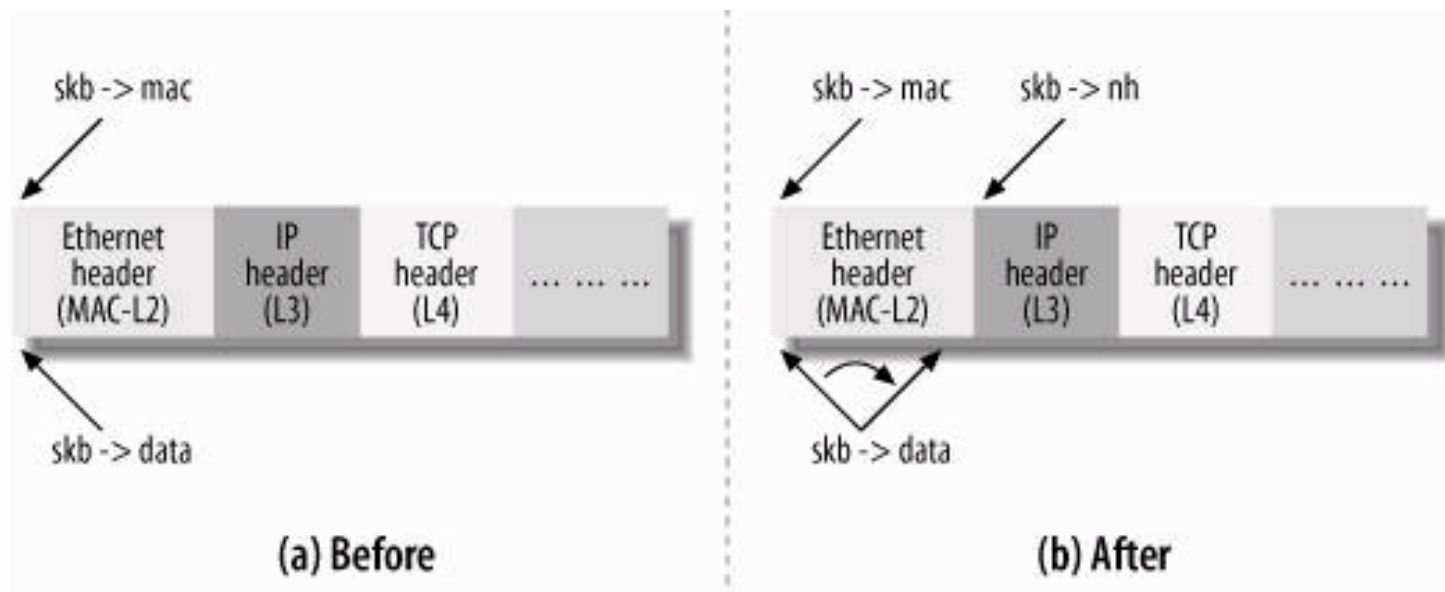 skb -> mac
Ethernet
header
(MAC-L2)
IP
header
(L3)
TCP
header
(L4)
... ... ...
skb -> data
(a) Before
skb -> mac
skb -> nh
Ethernet
header
(MAC-L2)
IP
header
(L3)
TCP
header
(L4)
... ... ...
skb -> data
(b) After